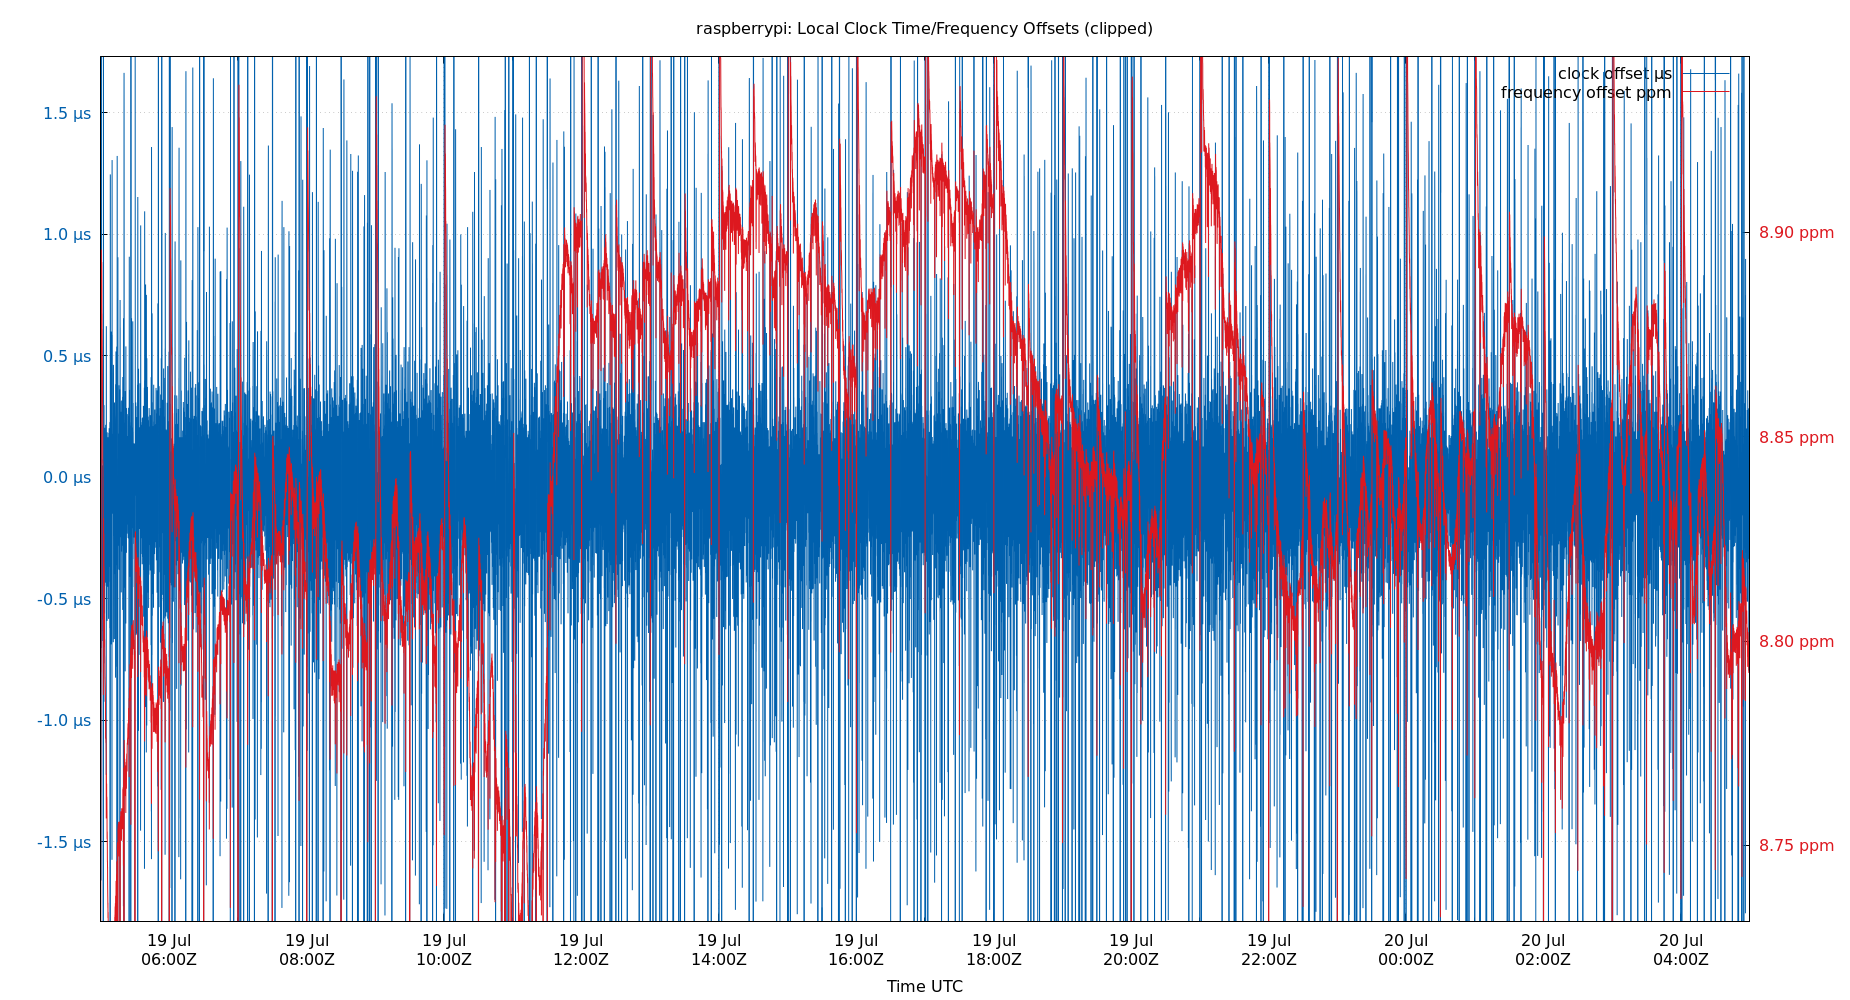 raspberrypi: Local Clock Time/Frequency Offsets (clipped)
clock offset µs
frequency offset ppm
1.5 µs
1.0 µs
0.5 µs
0.0 µs
-0.5 µs
-1.0 µs
-1.5 µs
8.90 ppm
8.85 ppm
8.80 ppm
8.75 ppm
19 Jul 19 Jul 19 Jul 19 Jul 19 Jul 19 Jul 19 Jul 19 Jul 19 Jul 20 Jul 20 Jul 20 Jul
06:00Z 08:00Z 10:00Z 12:00Z 14:00Z 16:00Z 18:00Z 20:00Z 22:00Z 00:00Z 02:00Z 04:00Z
Time UTC